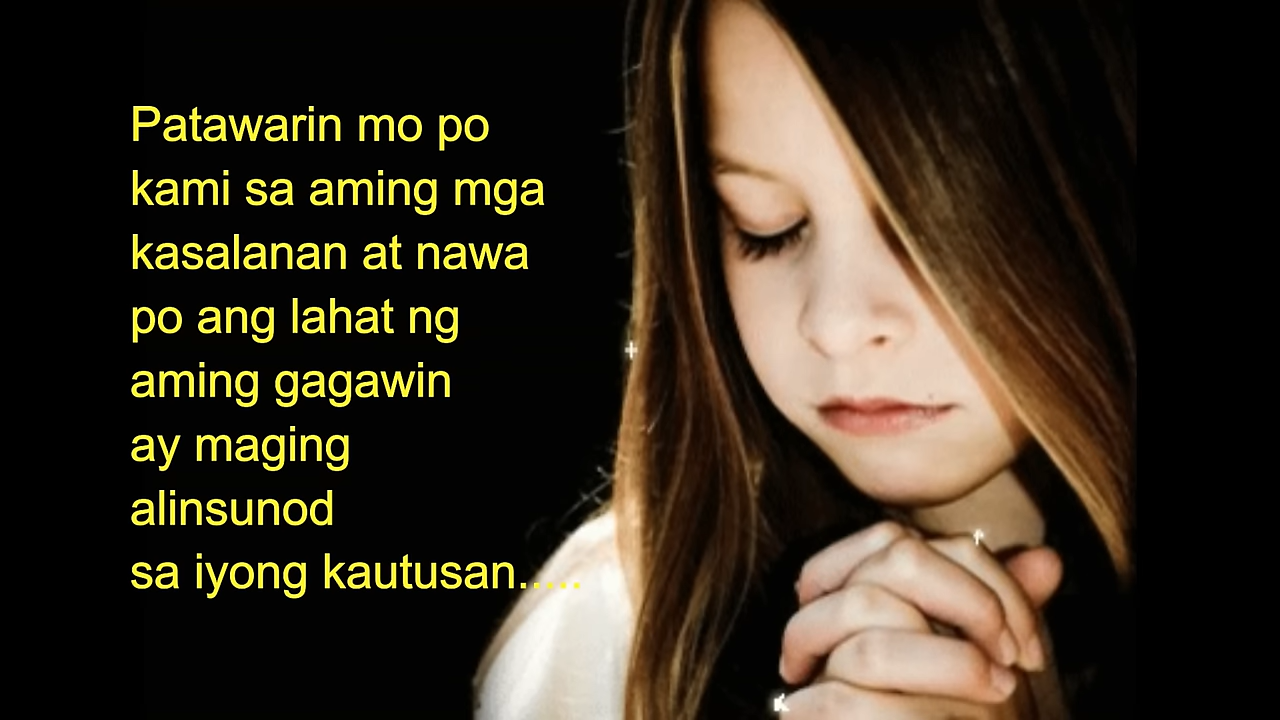 Patawarin mo po
kami sa aming mga
kasalanan at nawa
po ang lahat ng
aming gagawin
ay maging
alinsunod
sa iyong kautusan.....